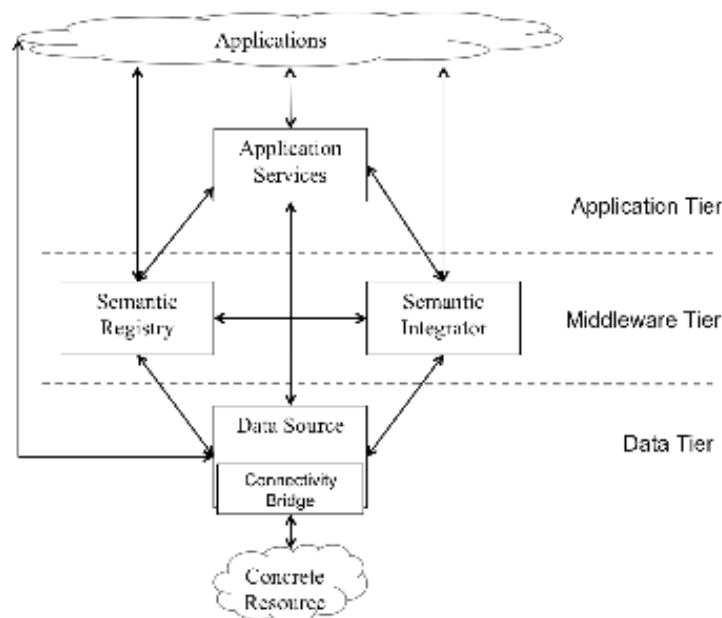 Applications
Application
Services
Application Tier
Semantic
Registry
Semantic
Integrator
Middleware Tier
Data Source
Data Tier
Connectivity
Bridge
Concrete
Resource